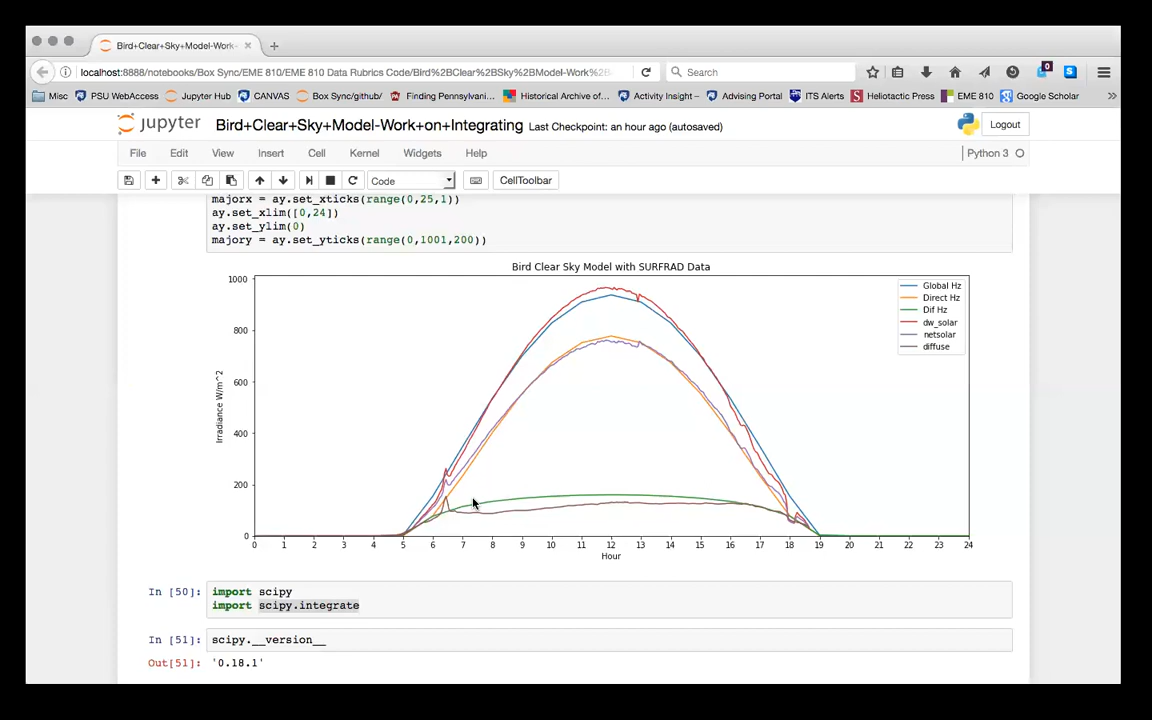 Bird+Clear+Sky+Model-Work-
localhost:8888/notebooks/Box Sync/EME 810/EME 810 Data Rubrics Code/Bird%2BClear%2BSky%2BModel-Work%2B
Search
0
Misc PSU WebAccess Jupyter Hub CANVAS Box Sync/github/ Finding Pennsylvani... Historical Archive of... Activity Insight – Advising Portal ITS Alerts Heliotactic Press EME 810 Google Scholar
jupyter Bird+Clear+Sky+Model-Work+on+Integrating Last Checkpoint: an hour ago (autosaved)
Logout
File Edit View Insert Cell Kernel Widgets Help
Python 3
Code
CellToolbar
majorx = ay.set_xticks(range(0,25,1))
ay.set_xlim([0,24])
ay.set_ylim(0)
majory = ay.set_yticks(range(0,1001,200))
Bird Clear Sky Model with SURFRAD Data
1000
800
600
400
200
0
Irradiance W/m^2
Global Hz
Direct Hz
Dif Hz
dw_solar
netsolar
diffuse
0 1 2 3 4 5 6 7 8 9 10 11 12 13 14 15 16 17 18 19 20 21 22 23 24
Hour
In [50]: import scipy
import scipy.integrate
In [51]: scipy.__version__
Out[51]: '0.18.1'